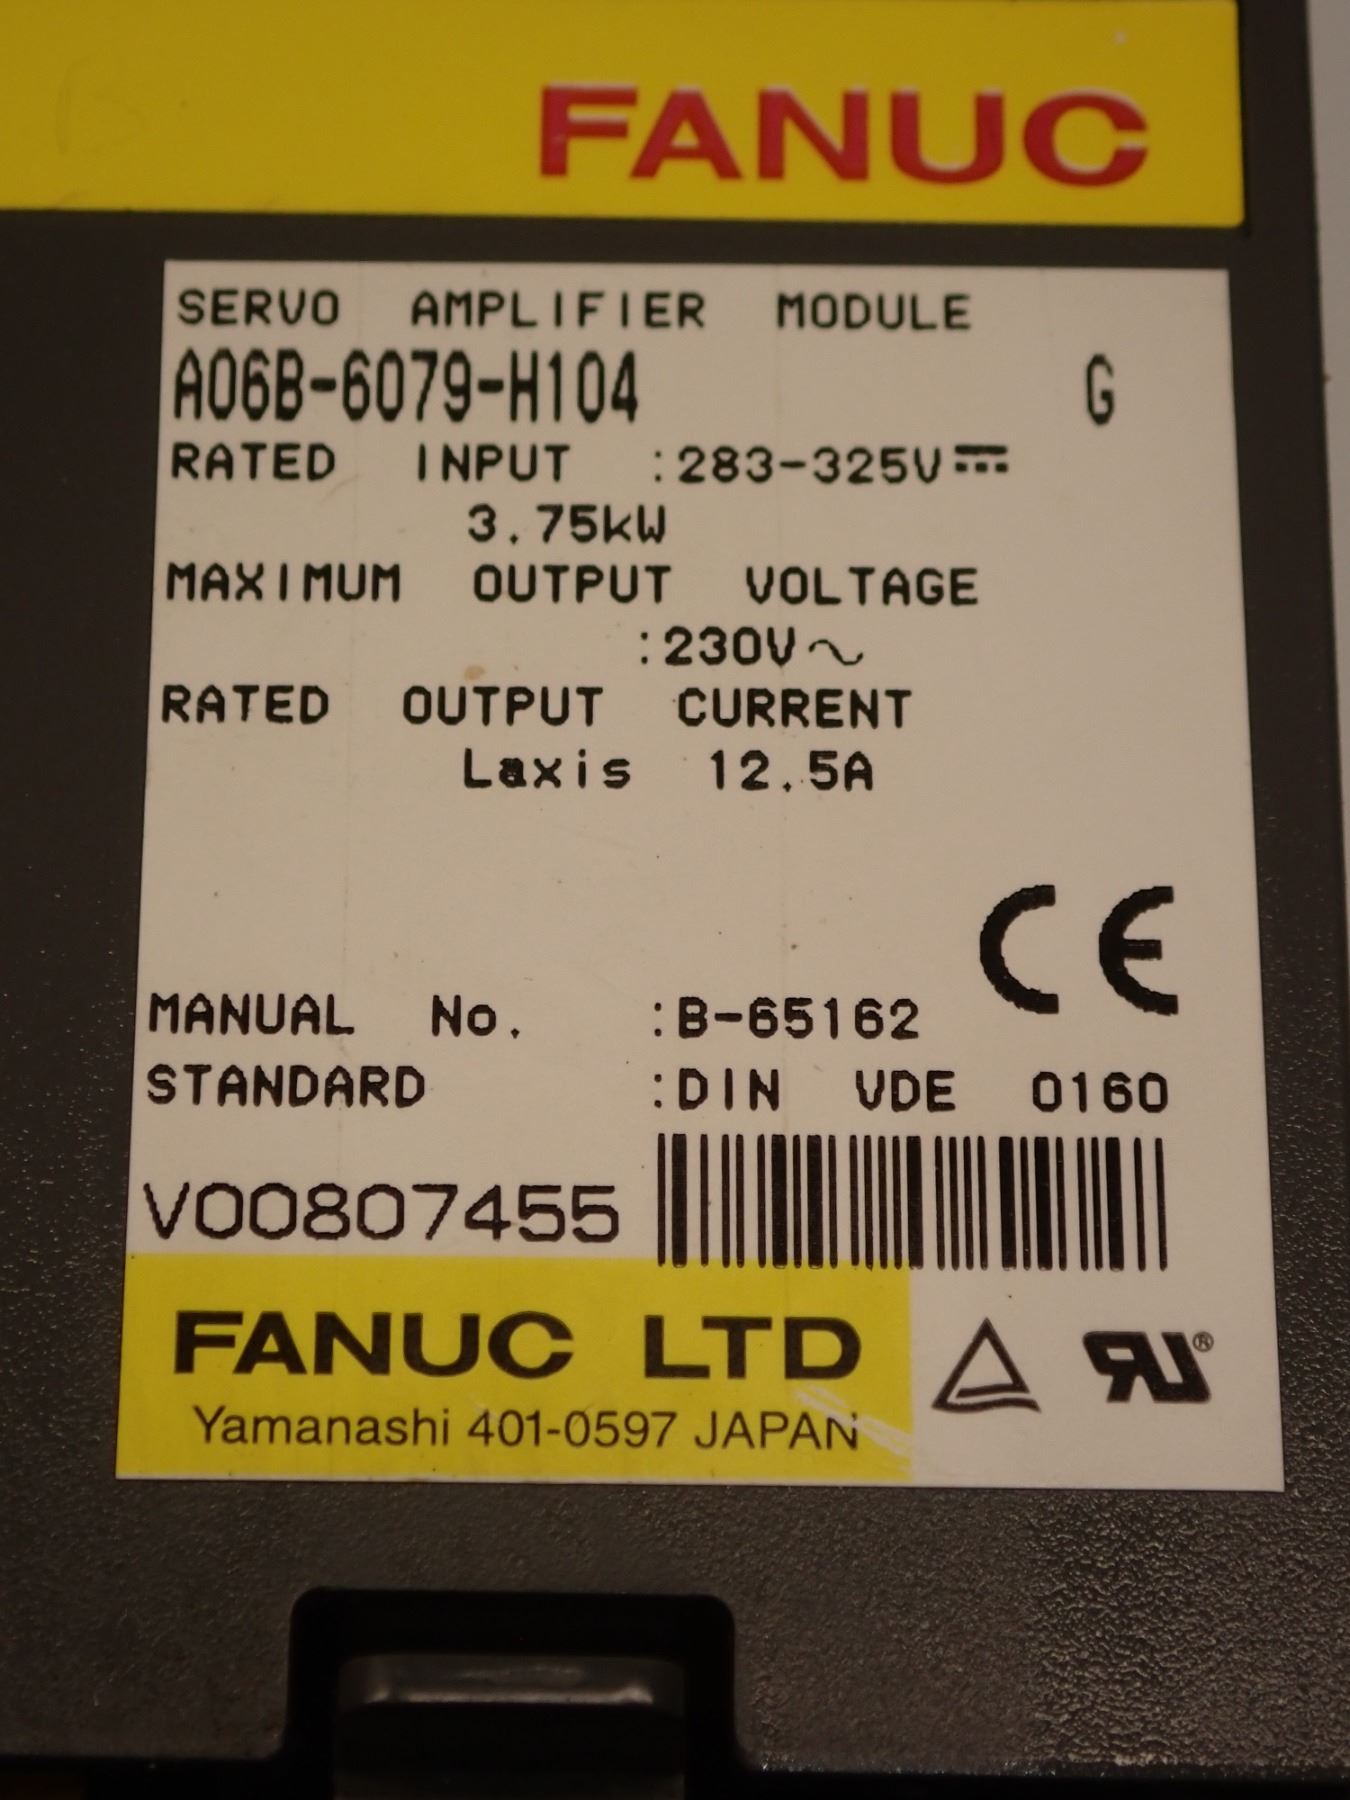 FANUC
SERVO AMPLIFIER MODULE
A06B-6079-H104 G
RATED INPUT :283-325V⎓
3.75kW
MAXIMUM OUTPUT VOLTAGE
:230V~
RATED OUTPUT CURRENT
Laxis 12.5A
CE
MANUAL No. :B-65162
STANDARD :DIN VDE 0160
V00807455
FANUC LTD
Yamanashi 401-0597 JAPAN
RU®